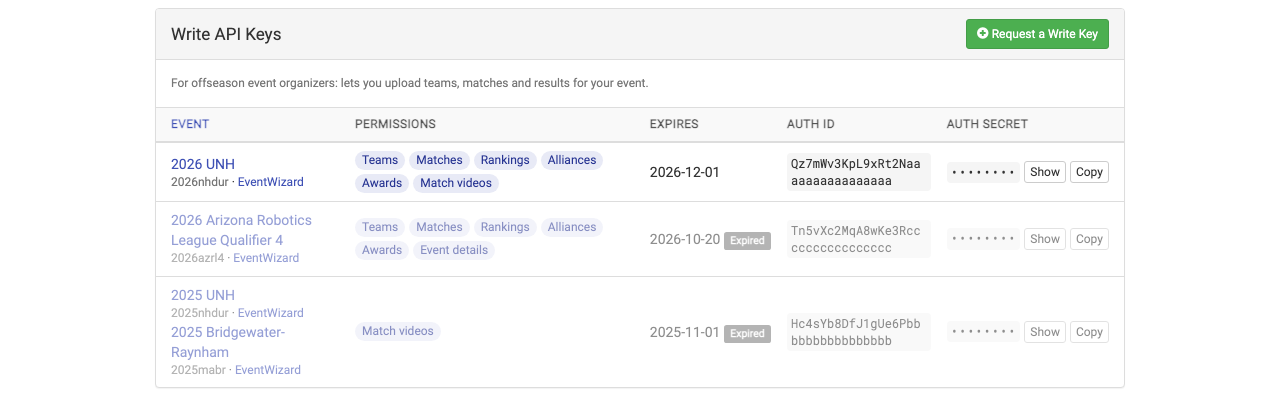 Write API Keys
Request a Write Key
For offseason event organizers: lets you upload teams, matches and results for your event.
EVENT PERMISSIONS EXPIRES AUTH ID AUTH SECRET
2026 UNH
2026nhdur · EventWizard
Teams Matches Rankings Alliances
Awards Match videos
2026-12-01
Qz7mWv3KpL9xRt2Naa
aaaaaaaaaaaaaa
•••••••• Show Copy
2026 Arizona Robotics
League Qualifier 4
2026azrl4 · EventWizard
Teams Matches Rankings Alliances
Awards Event details
2026-10-20 Expired
Tn5vXc2MqA8wKe3Rcc
cccccccccccccc
•••••••• Show Copy
2025 UNH
2025nhdur · EventWizard
2025 Bridgewater-
Raynham
2025mabr · EventWizard
Match videos
2025-11-01 Expired
Hc4sYb8DfJ1gUe6Pbb
bbbbbbbbbbbbbb
•••••••• Show Copy